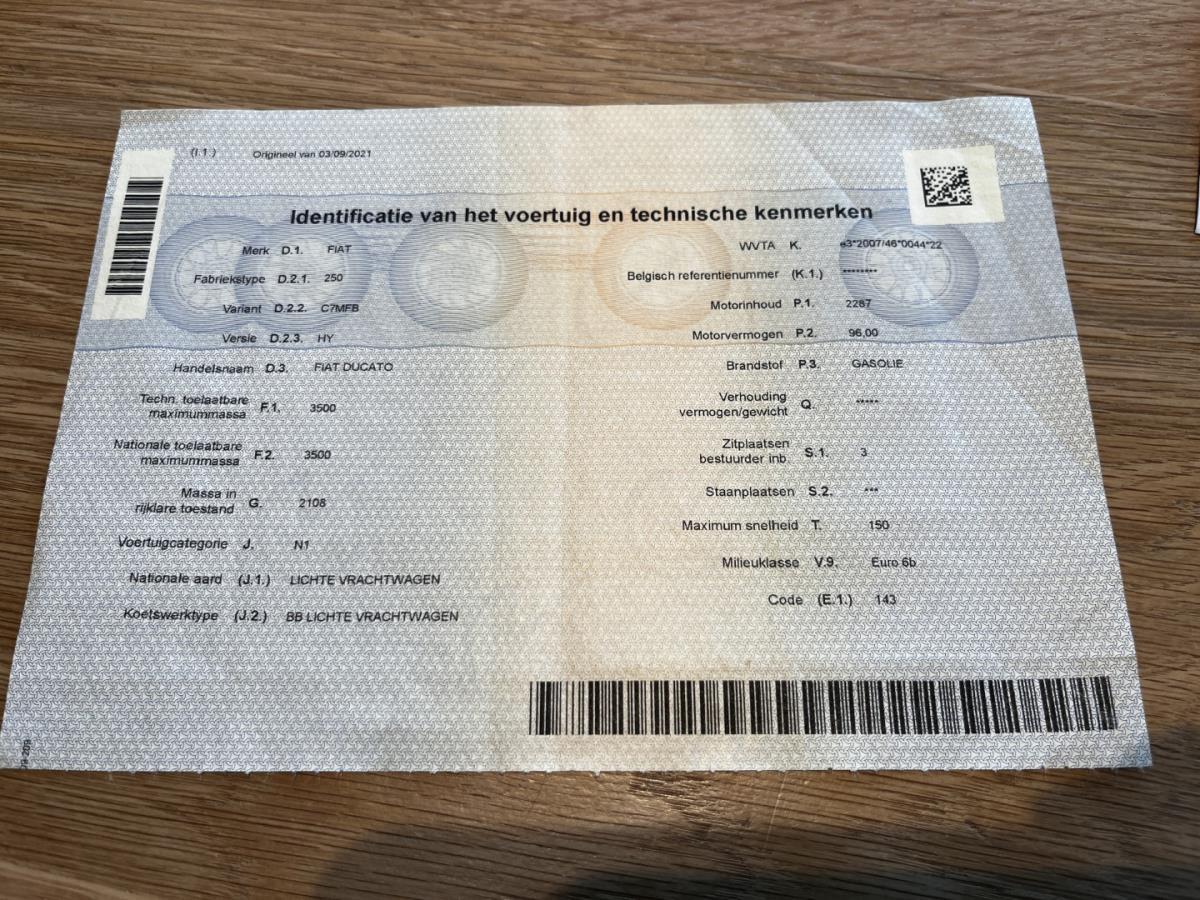 (I.1.) Origineel van 03/09/2021
Identificatie van het voertuig en technische kenmerken
Merk D.1. FIAT
Fabriekstype D.2.1. 250
Variant D.2.2. C7MFB
Versie D.2.3. HY
Handelsnaam D.3. FIAT DUCATO
Techn. toelaatbare
maximummassa F.1. 3500
Nationale toelaatbare
maximummassa F.2. 3500
Massa in
rijklare toestand G. 2108
Voertuigcategorie J. N1
Nationale aard (J.1.) LICHTE VRACHTWAGEN
Koetswerktype (J.2.) BB LICHTE VRACHTWAGEN
WVTA K. e3*2007/46*0044*22
Belgisch referentienummer (K.1.) ********
Motorinhoud P.1. 2287
Motorvermogen P.2. 96,00
Brandstof P.3. GASOLIE
Verhouding
vermogen/gewicht Q. *****
Zitplaatsen
bestuurder inb. S.1. 3
Staanplaatsen S.2. ***
Maximum snelheid T. 150
Milieuklasse V.9. Euro 6b
Code (E.1.) 143